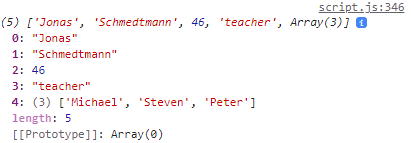 script.js:346
(5) ['Jonas', 'Schmedtmann', 46, 'teacher', Array(3)] i
0: "Jonas"
1: "Schmedtmann"
2: 46
3: "teacher"
4: (3) ['Michael', 'Steven', 'Peter']
length: 5
[[Prototype]]: Array(0)